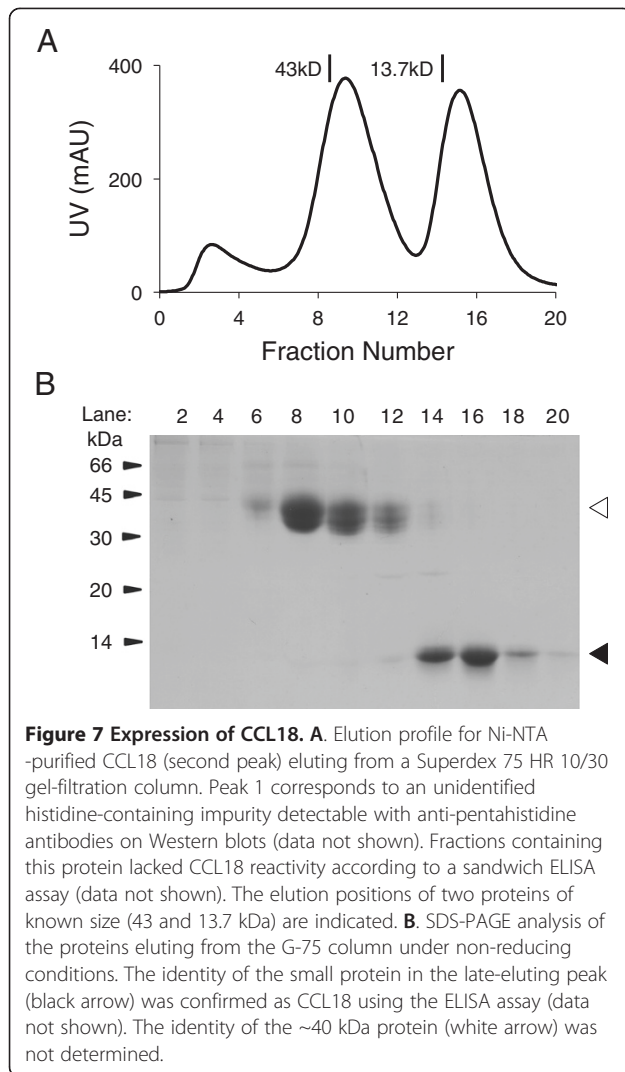 A
400
43kD
13.7kD
UV (mAU)
200
0
0 4 8 12 16 20
Fraction Number
B
Lane: 2 4 6 8 10 12 14 16 18 20
kDa
66
45
30
20
14
Figure 7 Expression of CCL18. A. Elution profile for Ni-NTA
-purified CCL18 (second peak) eluting from a Superdex 75 HR 10/30
gel-filtration column. Peak 1 corresponds to an unidentified
histidine-containing impurity detectable with anti-pentahistidine
antibodies on Western blots (data not shown). Fractions containing
this protein lacked CCL18 reactivity according to a sandwich ELISA
assay (data not shown). The elution positions of two proteins of
known size (43 and 13.7 kDa) are indicated. B. SDS-PAGE analysis of
the proteins eluting from the G-75 column under non-reducing
conditions. The identity of the small protein in the late-eluting peak
(black arrow) was confirmed as CCL18 using the ELISA assay (data
not shown). The identity of the ~40 kDa protein (white arrow) was
not determined.